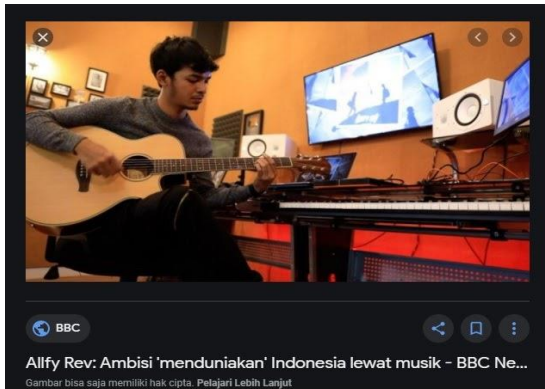 BBC
Allfy Rev: Ambisi 'menduniakan' Indonesia lewat musik - BBC Ne...
Gambar bisa saja memiliki hak cipta. Pelajari Lebih Lanjut